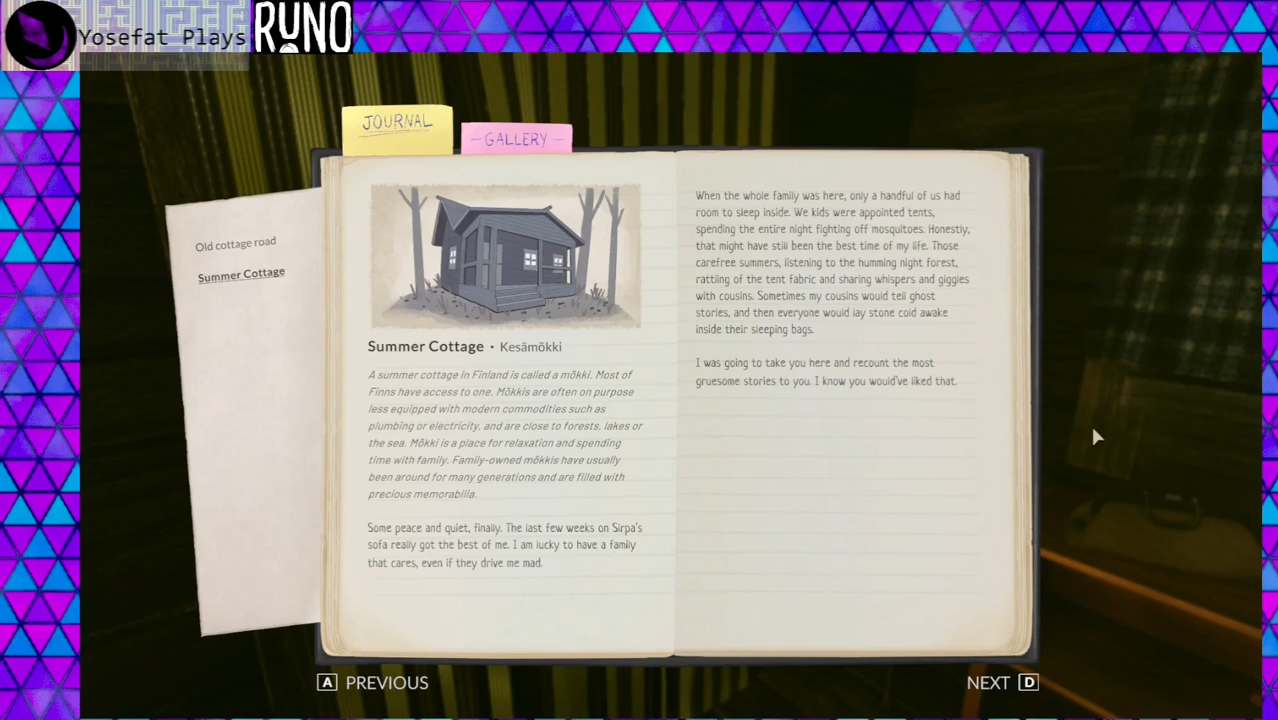 Yosefat Plays
RUNO
JOURNAL
- GALLERY -
Old cottage road
Summer Cottage
Summer Cottage · Kesämökki
A summer cottage in Finland is called a mökki. Most of
Finns have access to one. Mökkis are often on purpose
less equipped with modern commodities such as
plumbing or electricity, and are close to forests, lakes or
the sea. Mökki is a place for relaxation and spending
time with family. Family-owned mökkis have usually
been around for many generations and are filled with
precious memorabilia.
Some peace and quiet, finally. The last few weeks on Sirpa's
sofa really got the best of me. I am lucky to have a family
that cares, even if they drive me mad.
When the whole family was here, only a handful of us had
room to sleep inside. We kids were appointed tents,
spending the entire night fighting off mosquitoes. Honestly,
that might have still been the best time of my life. Those
carefree summers, listening to the humming night forest,
rattling of the tent fabric and sharing whispers and giggles
with cousins. Sometimes my cousins would tell ghost
stories, and then everyone would lay stone cold awake
inside their sleeping bags.
I was going to take you here and recount the most
gruesome stories to you. I know you would've liked that.
A PREVIOUS
NEXT D